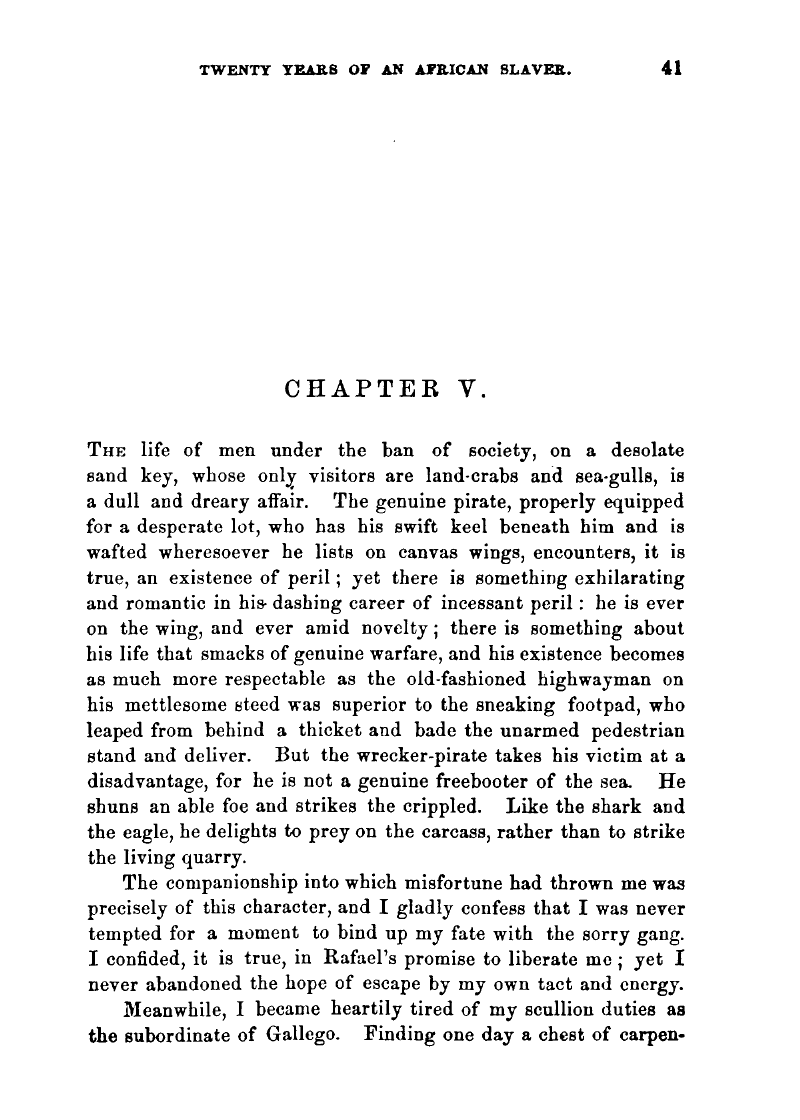 TWENTY YEARS OF AN AFRICAN SLAVER. 41
CHAPTER V.
THE life of men under the ban of society, on a desolate
sand key, whose only visitors are land-crabs and sea-gulls, is
a dull and dreary affair. The genuine pirate, properly equipped
for a desperate lot, who has his swift keel beneath him and is
wafted wheresoever he lists on canvas wings, encounters, it is
true, an existence of peril ; yet there is something exhilarating
and romantic in his dashing career of incessant peril : he is ever
on the wing, and ever amid novelty ; there is something about
his life that smacks of genuine warfare, and his existence becomes
as much more respectable as the old-fashioned highwayman on
his mettlesome steed was superior to the sneaking footpad, who
leaped from behind a thicket and bade the unarmed pedestrian
stand and deliver. But the wrecker-pirate takes his victim at a
disadvantage, for he is not a genuine freebooter of the sea. He
shuns an able foe and strikes the crippled. Like the shark and
the eagle, he delights to prey on the carcass, rather than to strike
the living quarry.
The companionship into which misfortune had thrown me was
precisely of this character, and I gladly confess that I was never
tempted for a moment to bind up my fate with the sorry gang.
I confided, it is true, in Rafael's promise to liberate me ; yet I
never abandoned the hope of escape by my own tact and energy.
Meanwhile, I became heartily tired of my scullion duties as
the subordinate of Gallego. Finding one day a chest of carpen-